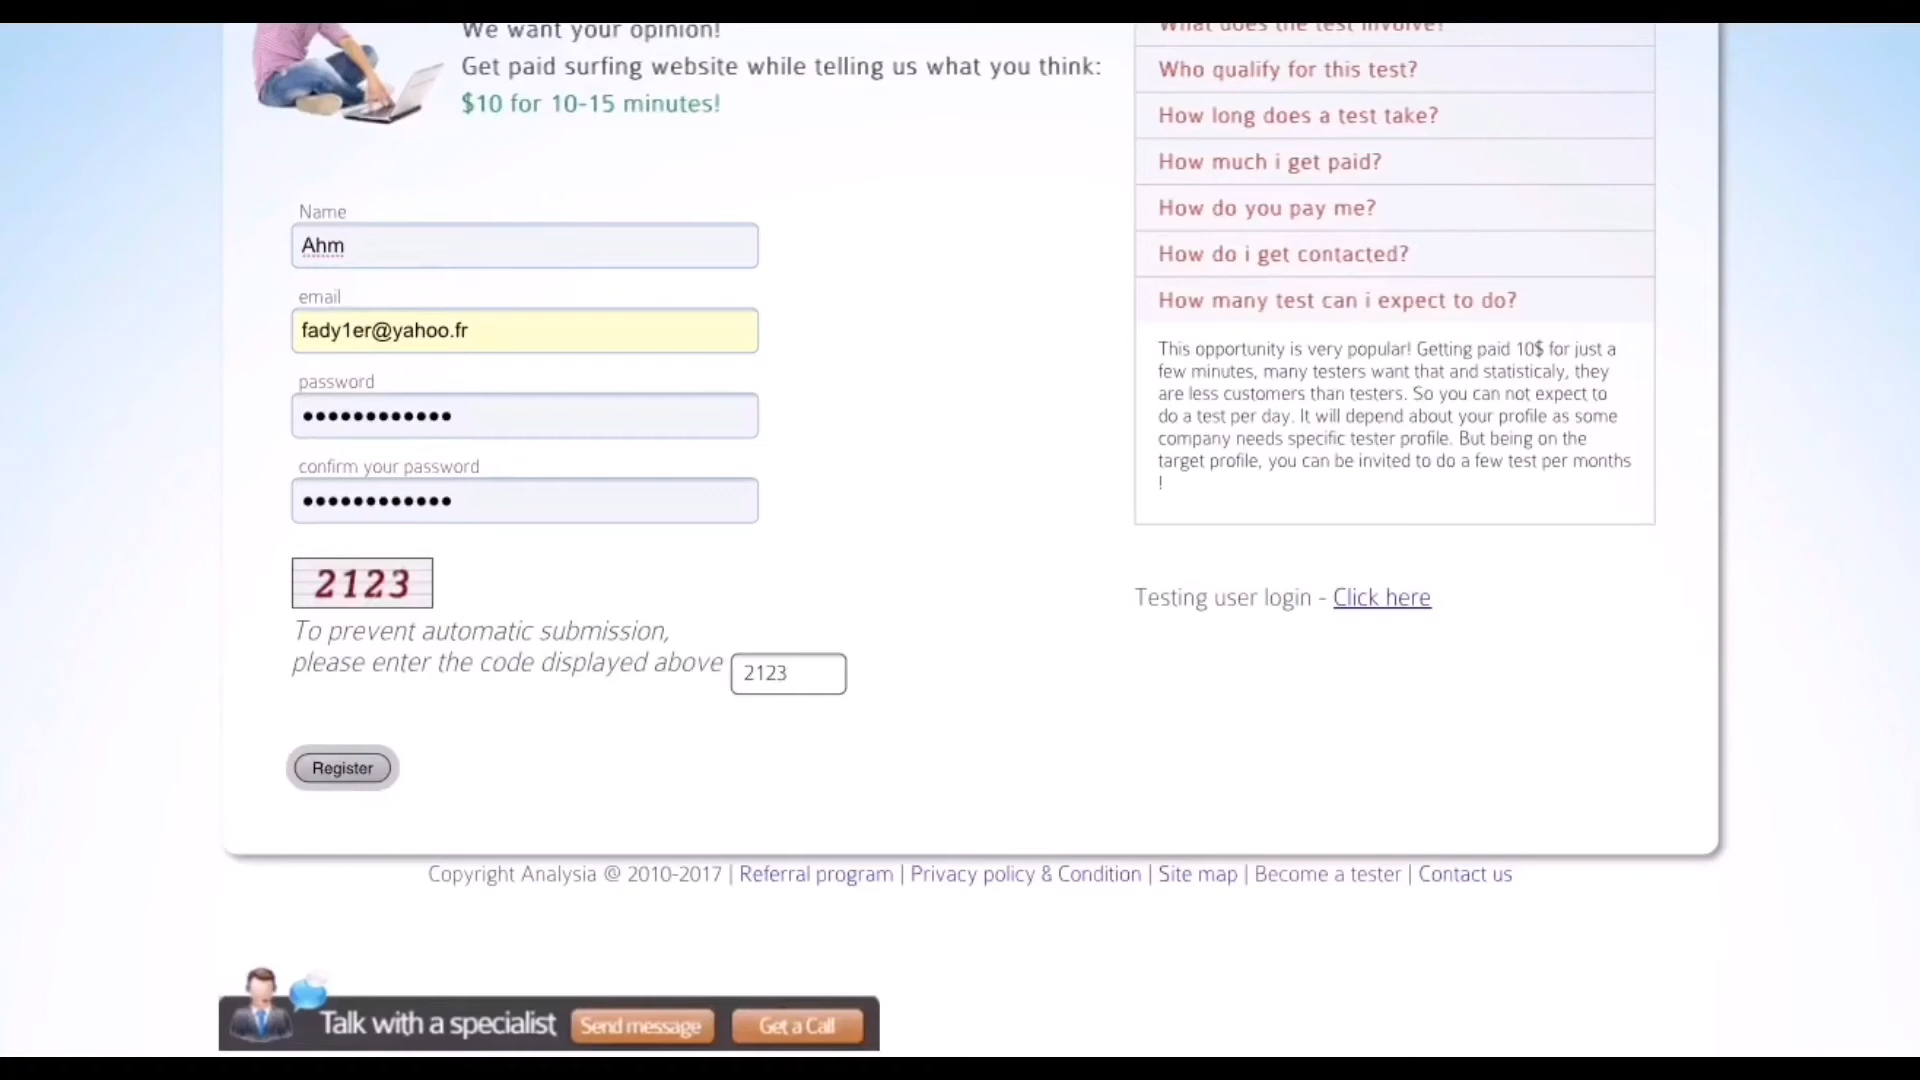 We want your opinion!
Get paid surfing website while telling us what you think:
$10 for 10-15 minutes!
Name
Ahm
email
fady1er@yahoo.fr
password
••••••••••••
confirm your password
••••••••••••
2123
To prevent automatic submission,
please enter the code displayed above
2123
Register
What does the test involve?
Who qualify for this test?
How long does a test take?
How much i get paid?
How do you pay me?
How do i get contacted?
How many test can i expect to do?
This opportunity is very popular! Getting paid 10$ for just a
few minutes, many testers want that and statisticaly, they
are less customers than testers. So you can not expect to
do a test per day. It will depend about your profile as some
company needs specific tester profile. But being on the
target profile, you can be invited to do a few test per months
!
Testing user login - Click here
Copyright Analysia @ 2010-2017 | Referral program | Privacy policy & Condition | Site map | Become a tester | Contact us
Talk with a specialist
Send message
Get a Call